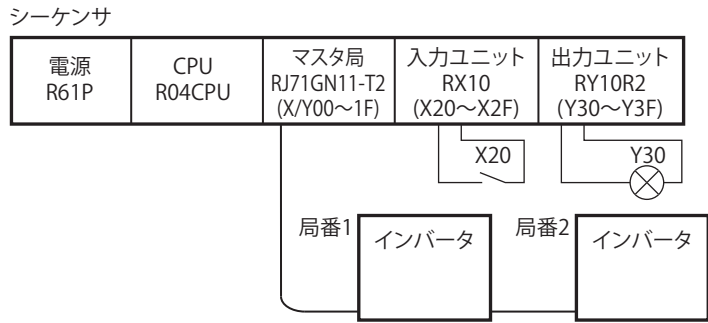 シーケンサ
電源
R61P
CPU
R04CPU
マスタ局
RJ71GN11-T2
(X/Y00～1F)
入力ユニット
RX10
(X20～X2F)
出力ユニット
RY10R2
(Y30～Y3F)
X20
Y30
局番1
インバータ
局番2
インバータ